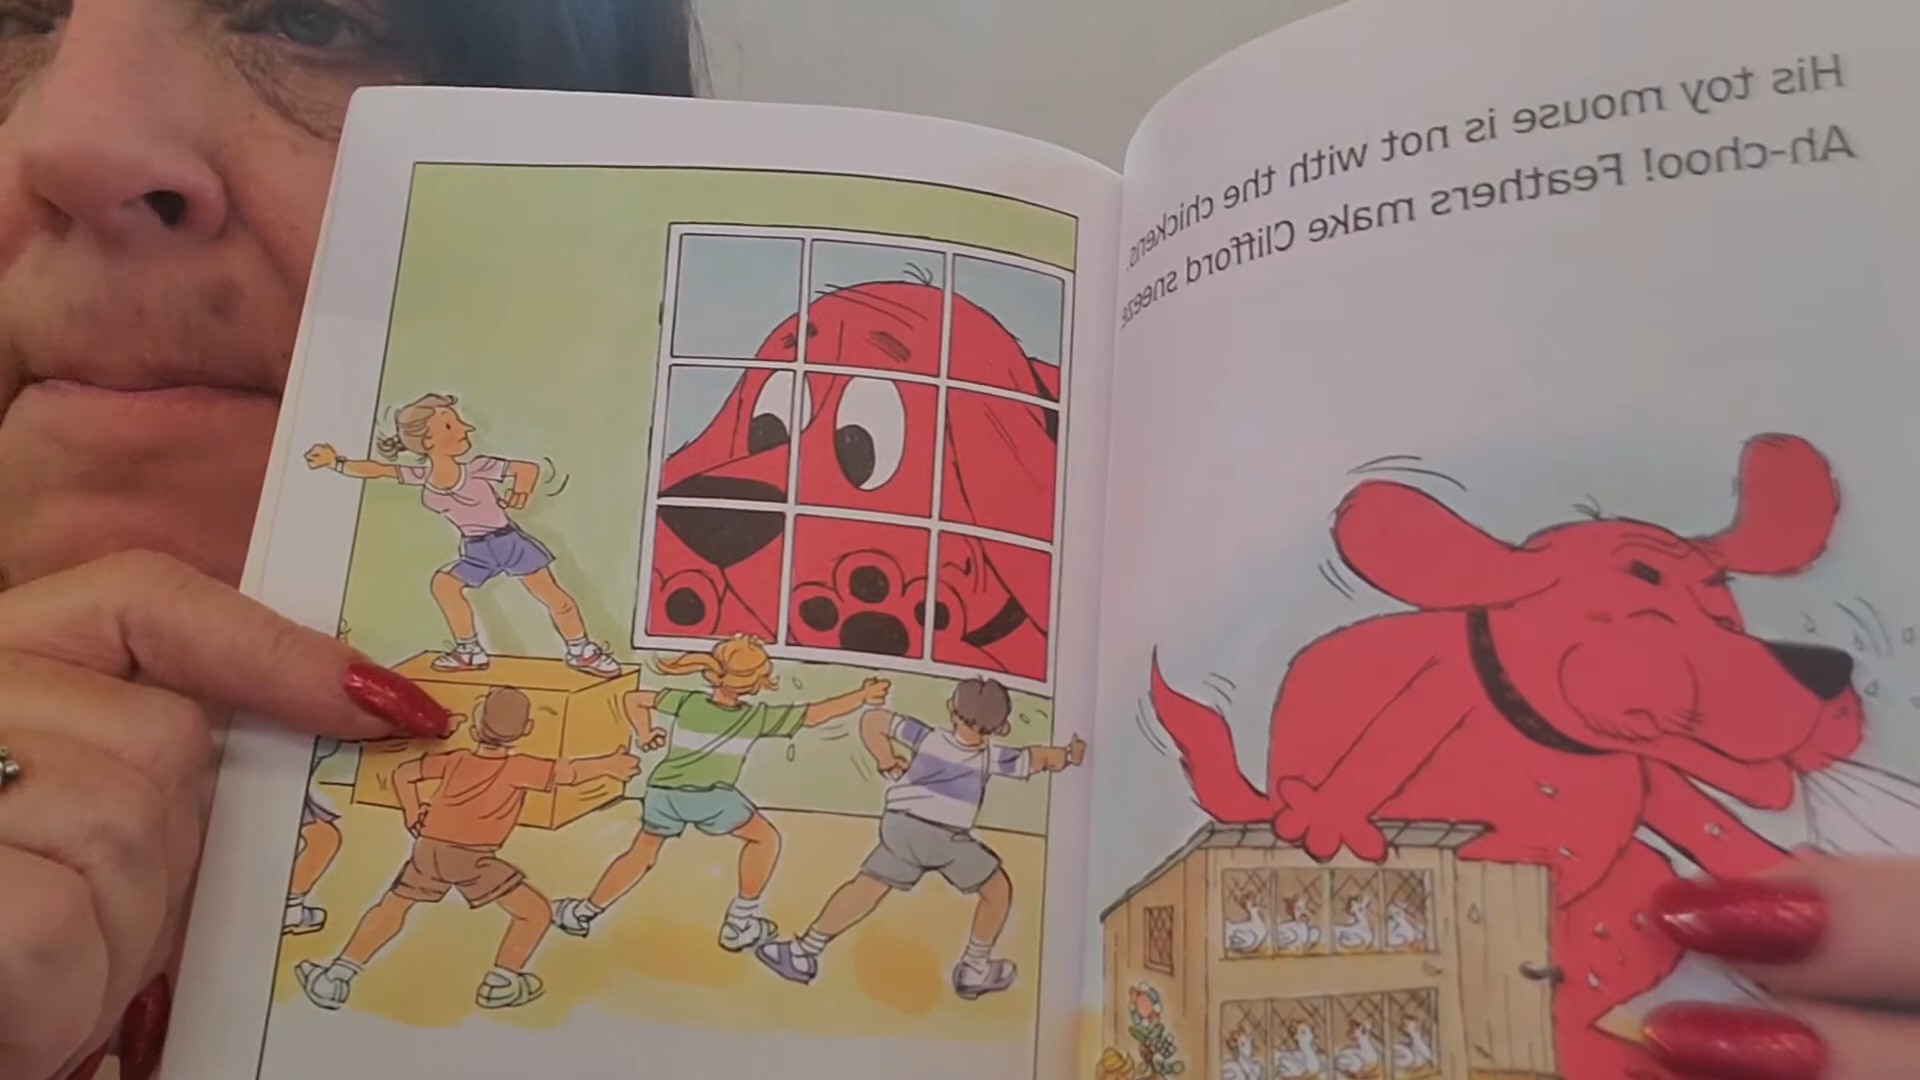 His toy mouse is not with the chickens.
Ah-choo! Feathers make Clifford sneeze